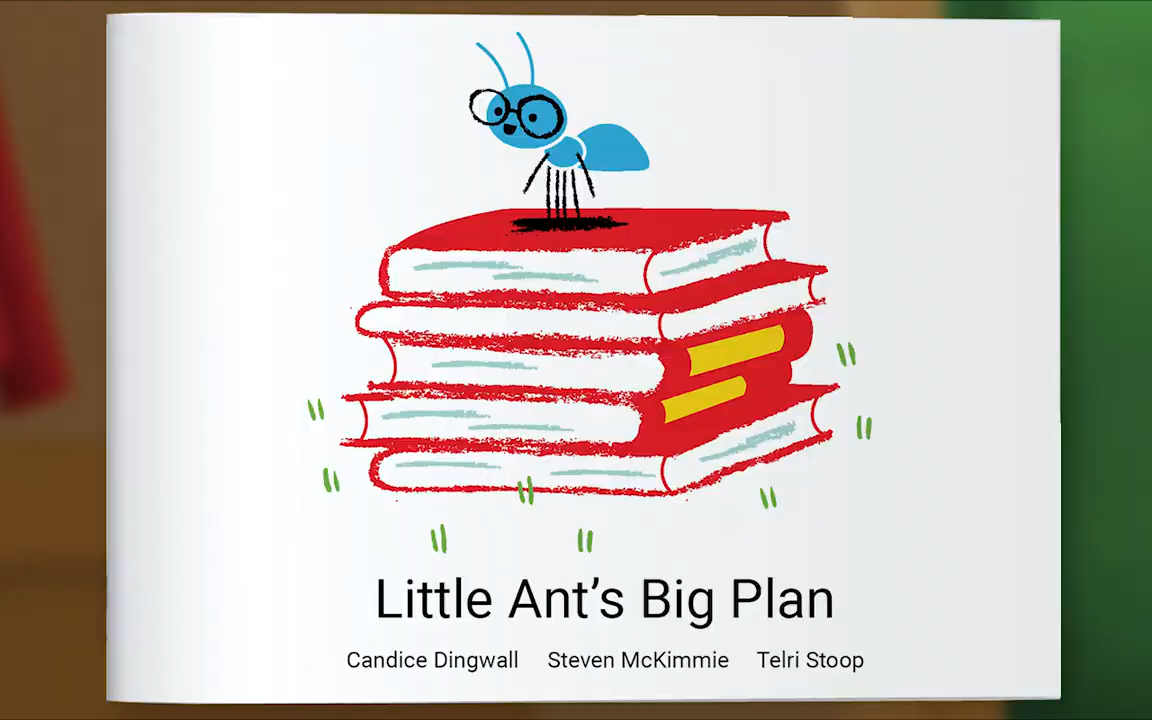 Little Ant’s Big Plan
Candice Dingwall Steven McKimmie Telri Stoop